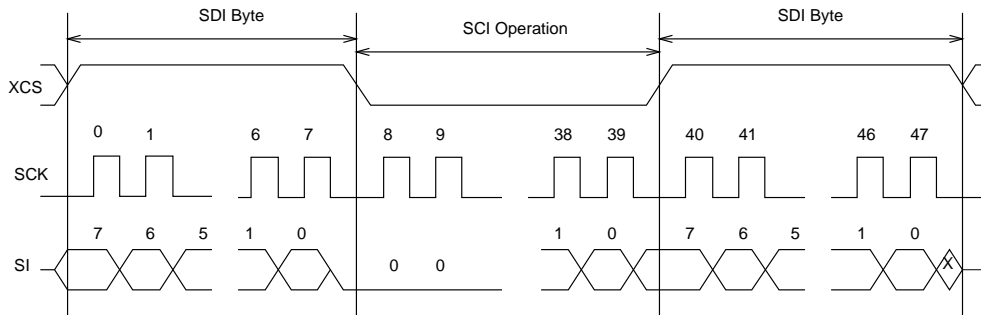 SDI Byte SCI Operation SDI Byte
XCS
0 1 6 7 8 9 38 39 40 41 46 47
SCK
7 6 5 1 0 1 0 7 6 5 1 0
SI 0 0 X